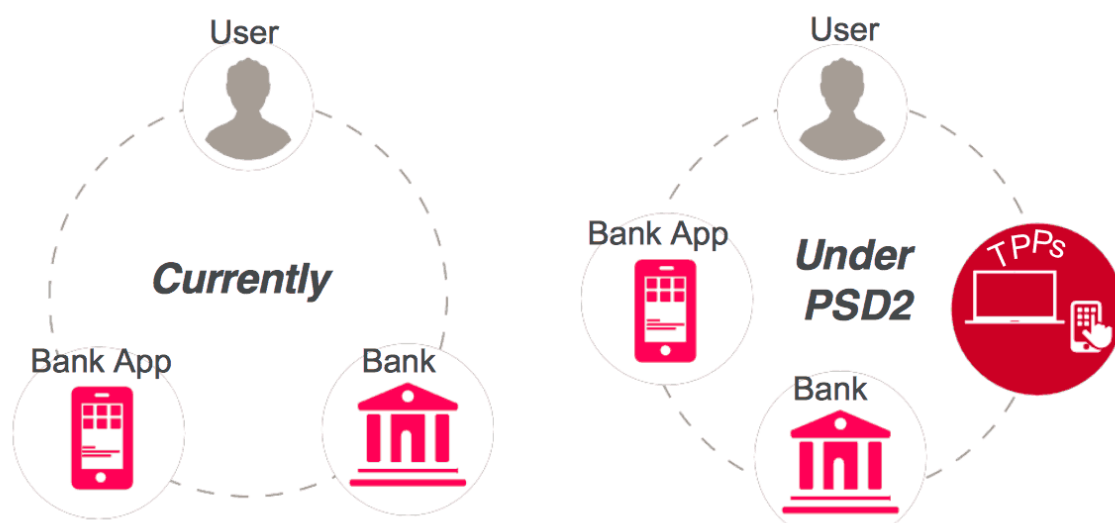 User
Currently
Bank App
Bank
User
Bank App
Under
PSD2
TPPs
Bank